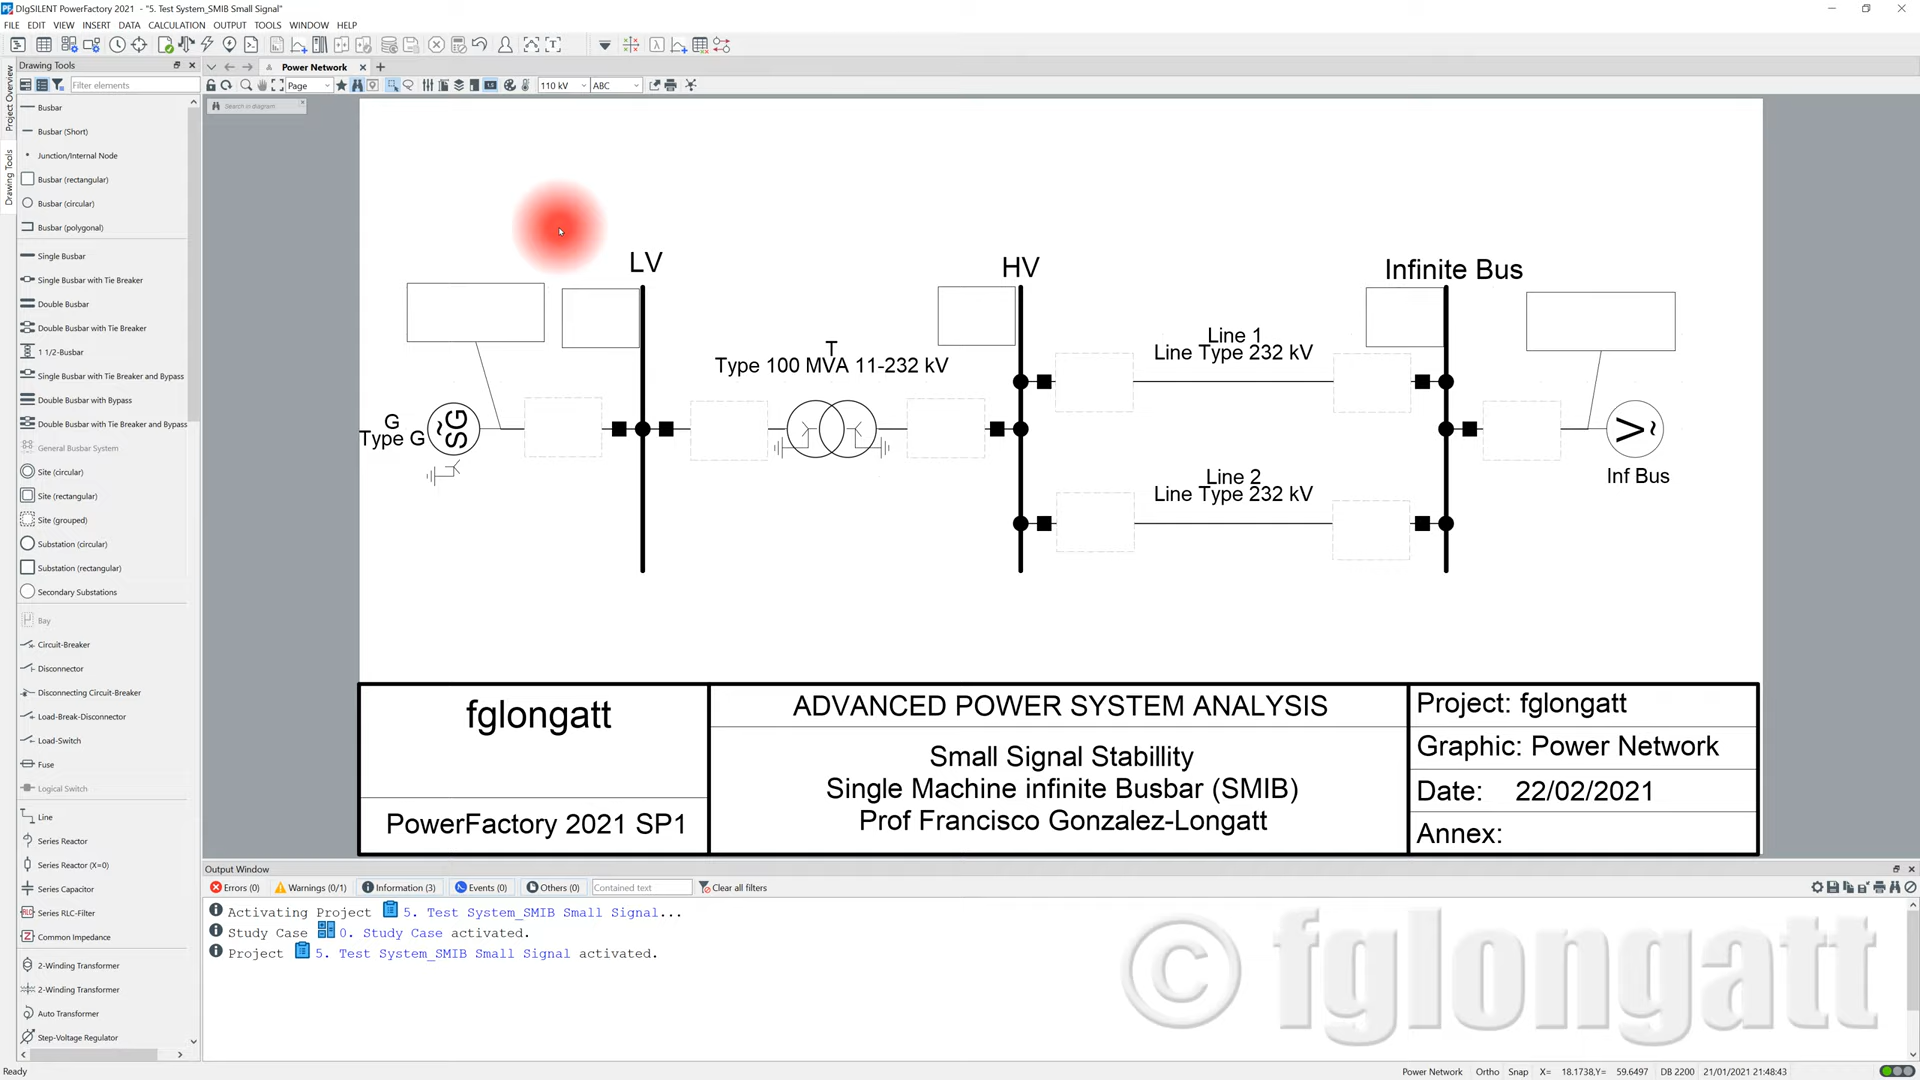 DIgSILENT PowerFactory 2021 - "5. Test System_SMIB Small Signal"
FILE EDIT VIEW INSERT DATA CALCULATION OUTPUT TOOLS WINDOW HELP
Drawing Tools
Power Network
Filter elements
Page
110 kV
ABC
Search in diagram
Project Overview
Drawing Tools
Busbar
Busbar (Short)
Junction/Internal Node
Busbar (rectangular)
Busbar (circular)
Busbar (polygonal)
Single Busbar
Single Busbar with Tie Breaker
Double Busbar
Double Busbar with Tie Breaker
1 1/2-Busbar
Single Busbar with Tie Breaker and Bypass
Double Busbar with Bypass
Double Busbar with Tie Breaker and Bypass
General Busbar System
Site (circular)
Site (rectangular)
Site (grouped)
Substation (circular)
Substation (rectangular)
Secondary Substations
Bay
Circuit-Breaker
Disconnector
Disconnecting Circuit-Breaker
Load-Break-Disconnector
Load-Switch
Fuse
Logical Switch
Line
Series Reactor
Series Reactor (X=0)
Series Capacitor
Series RLC-Filter
Common Impedance
2-Winding Transformer
2-Winding Transformer
Auto Transformer
Step-Voltage Regulator
LV
HV
Infinite Bus
T
Type 100 MVA 11-232 kV
Line 1
Line Type 232 kV
G
Type G
SG
V~
Inf Bus
Line 2
Line Type 232 kV
fglongatt
PowerFactory 2021 SP1
ADVANCED POWER SYSTEM ANALYSIS
Small Signal Stabillity
Single Machine infinite Busbar (SMIB)
Prof Francisco Gonzalez-Longatt
Project: fglongatt
Graphic: Power Network
Date: 22/02/2021
Annex:
Output Window
Errors (0) Warnings (0/1) Information (3) Events (0) Others (0) Contained text Clear all filters
Activating Project 5. Test System_SMIB Small Signal...
Study Case 0. Study Case activated.
Project 5. Test System_SMIB Small Signal activated.
© fglongatt
Ready
Power Network Ortho Snap X= 18.1738,Y= 59.6497 DB 2200 21/01/2021 21:48:43